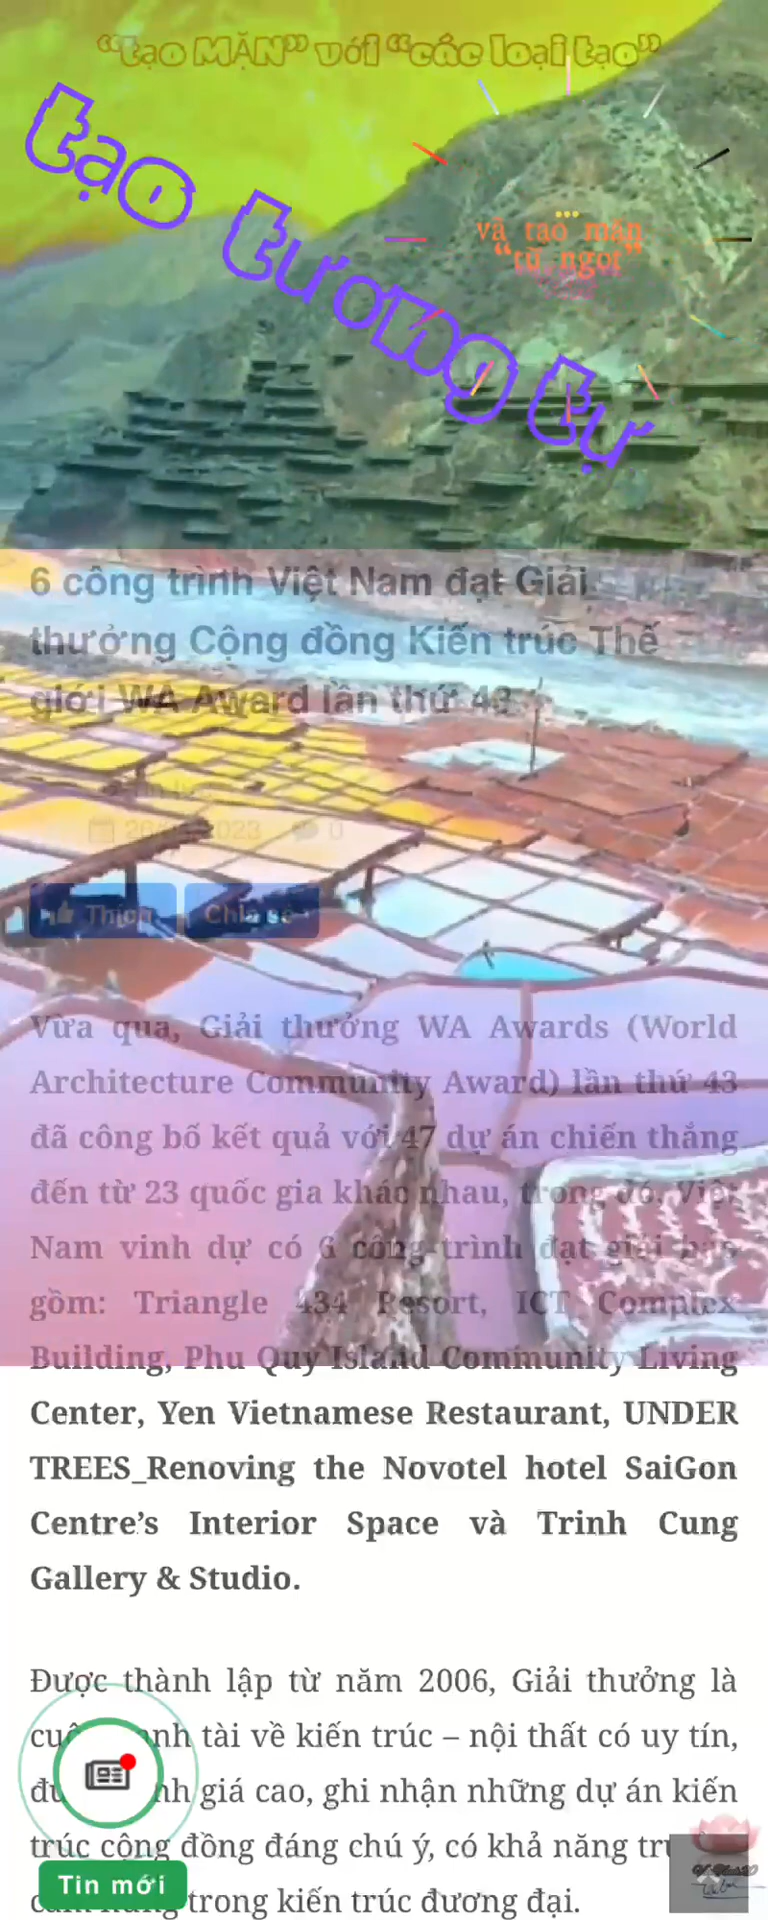 “tạo MẶN” với “các loại tạo”
tạo tương tự
và tạo mặn
“từ ngọt”
6 công trình Việt Nam đạt Giải
thưởng Cộng đồng Kiến trúc Thế
giới WA Award lần thứ 43
2023 0
Thích Chia sẻ
Vừa qua, Giải thưởng WA Awards (World
Architecture Community Award) lần thứ 43
đã công bố kết quả với 47 dự án chiến thắng
đến từ 23 quốc gia khác nhau, trong đó, Việt
Nam vinh dự có 6 công trình đạt giải bao
gồm: Triangle 434 Resort, ICT Complex
Building, Phu Quy Island Community Living
Center, Yen Vietnamese Restaurant, UNDER
TREES_Renoving the Novotel hotel SaiGon
Centre’s Interior Space và Trinh Cung
Gallery & Studio.
Được thành lập từ năm 2006, Giải thưởng là
tài về kiến trúc – nội thất có uy tín,
giá cao, ghi nhận những dự án kiến
trúc cộng đồng đáng chú ý, có khả năng
trong kiến trúc đương đại.
Tin mới